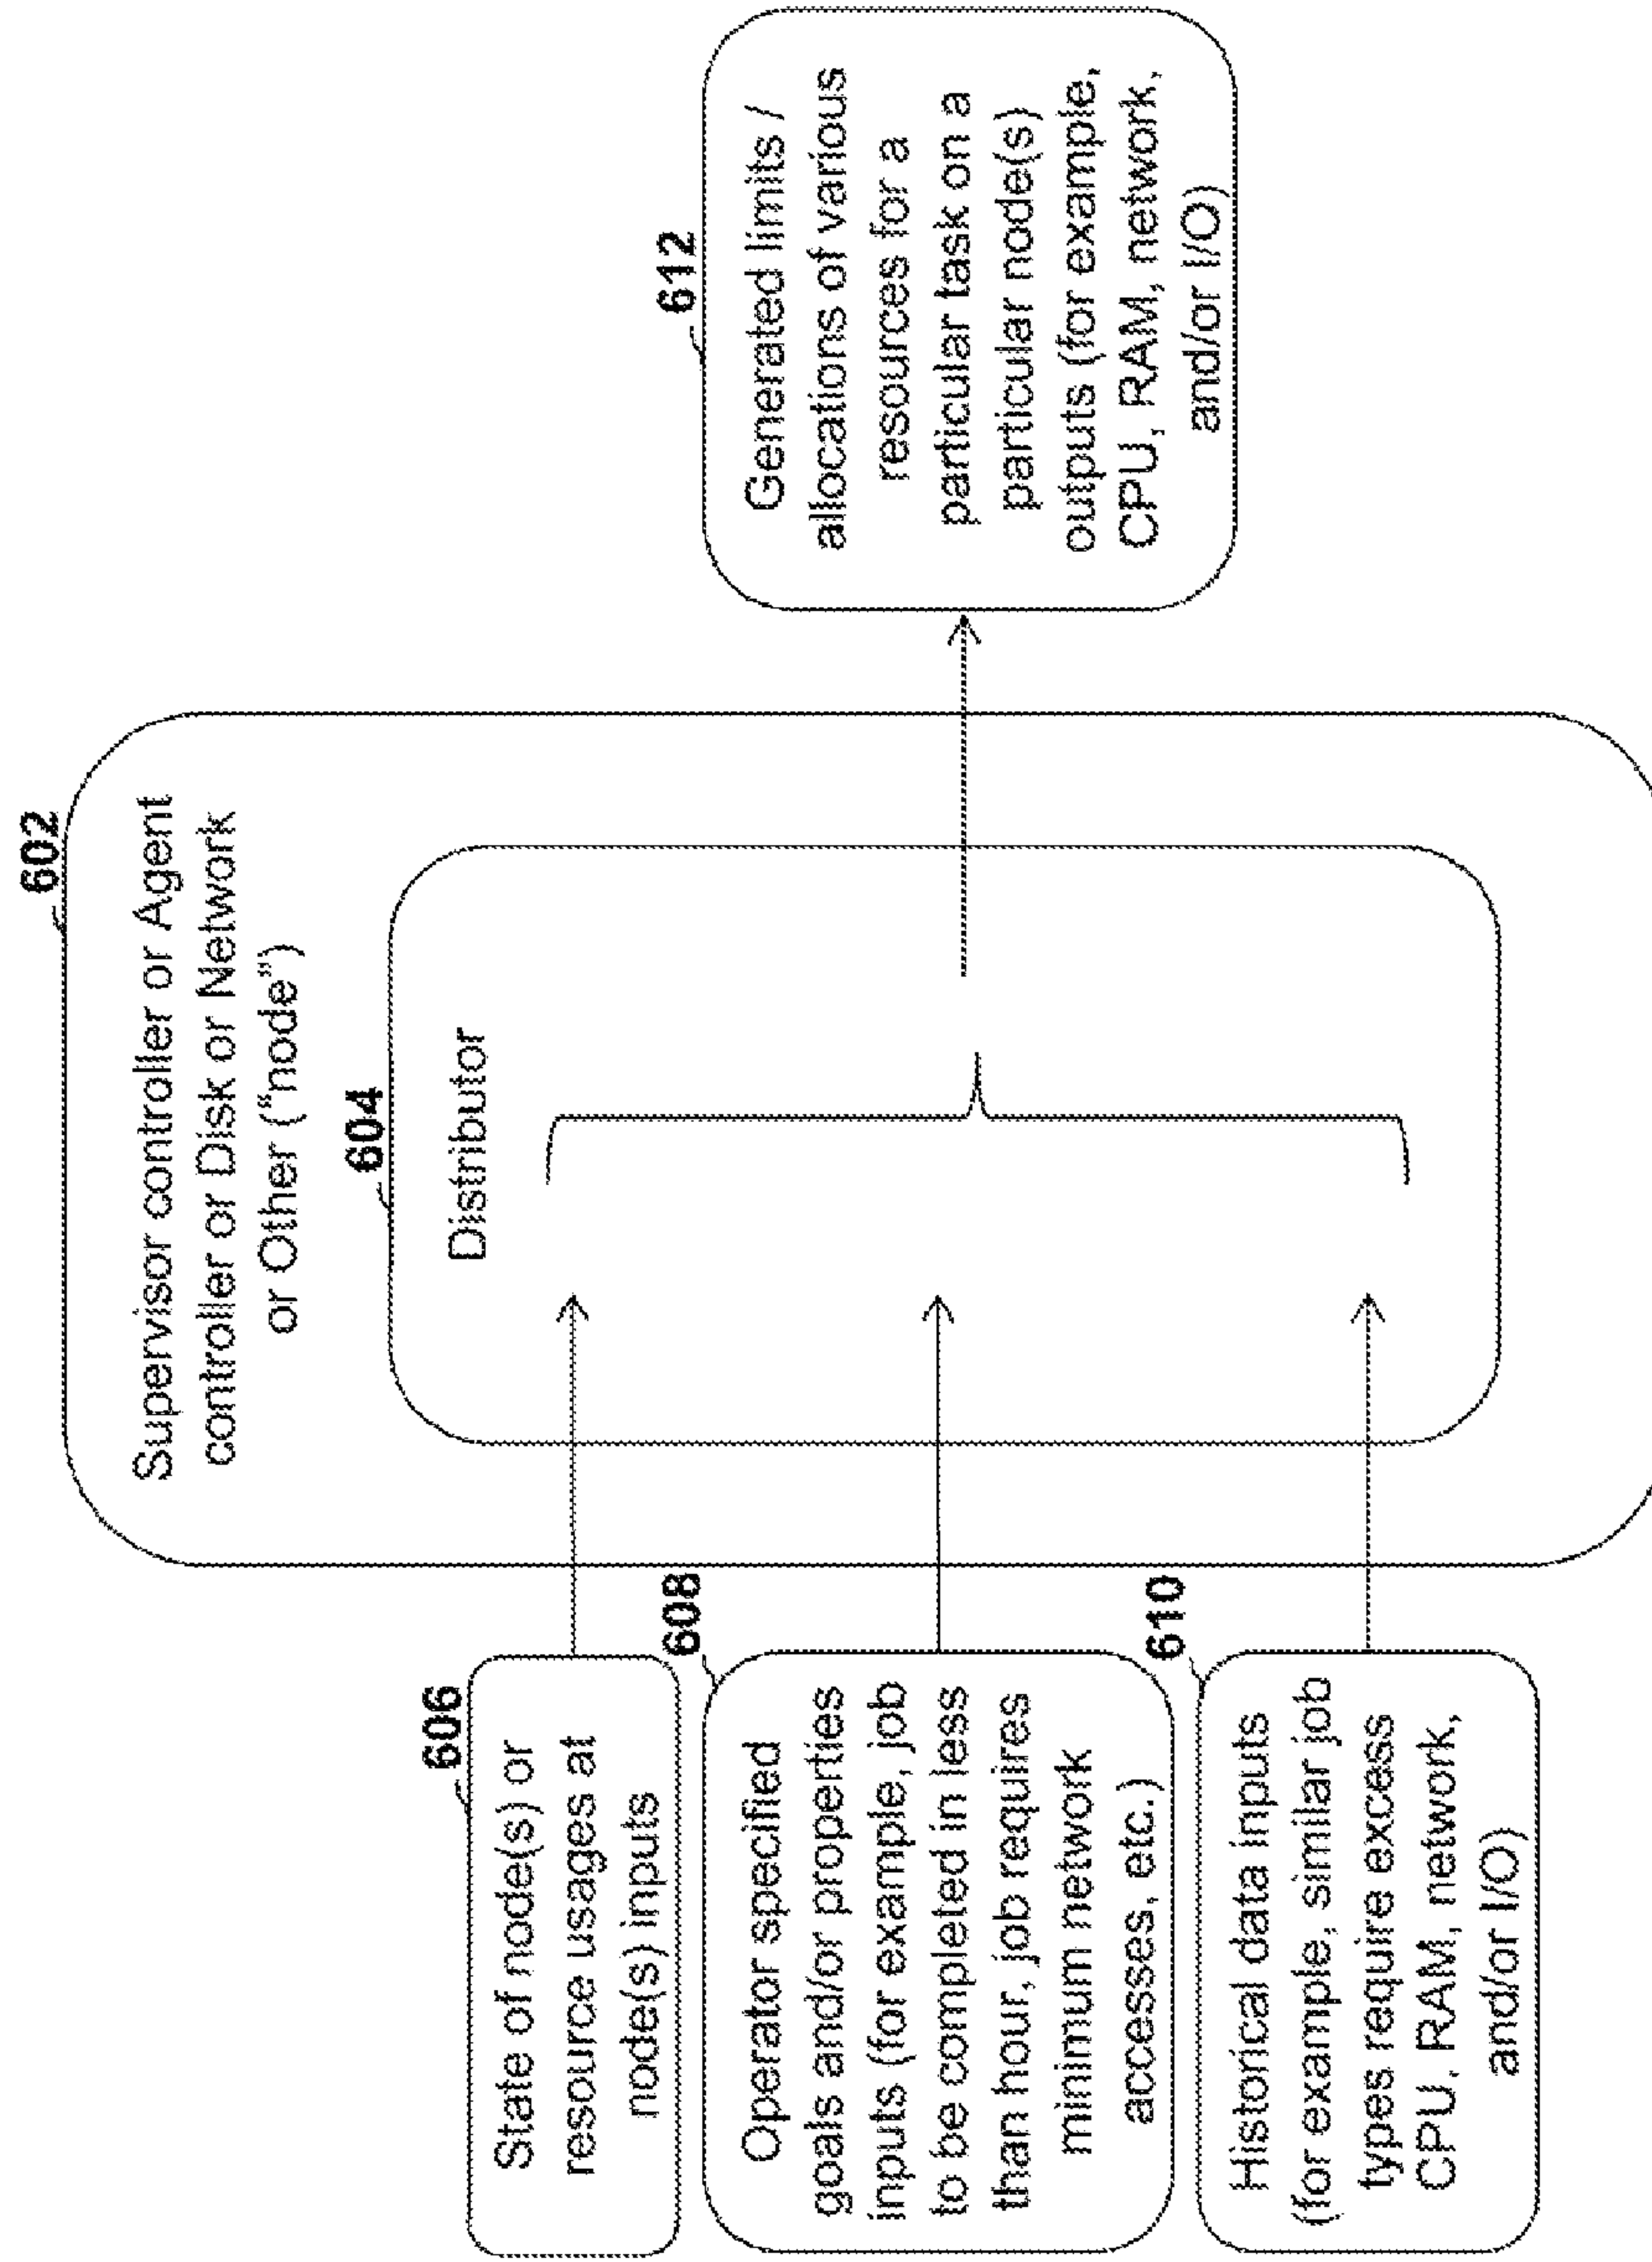 602
Supervisor controller or Agent
controller or Disk or Network
or Other ("node")
604
Distributor
606
State of node(s) or
resource usages at
node(s) inputs
608
Operator specified
goals and/or properties
inputs (for example, job
to be completed in less
than hour, job requires
minimum network
accesses, etc.)
610
Historical data inputs
(for example, similar job
types require excess
CPU, RAM, network,
and/or I/O)
612
Generated limits /
allocations of various
resources for a
particular task on a
particular node(s)
outputs (for example,
CPU, RAM, network,
and/or I/O)